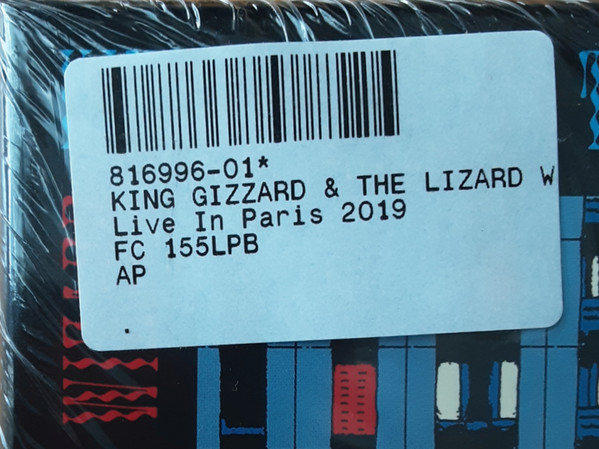 816996-01*
KING GIZZARD & THE LIZARD W
Live In Paris 2019
FC 155LPB
AP